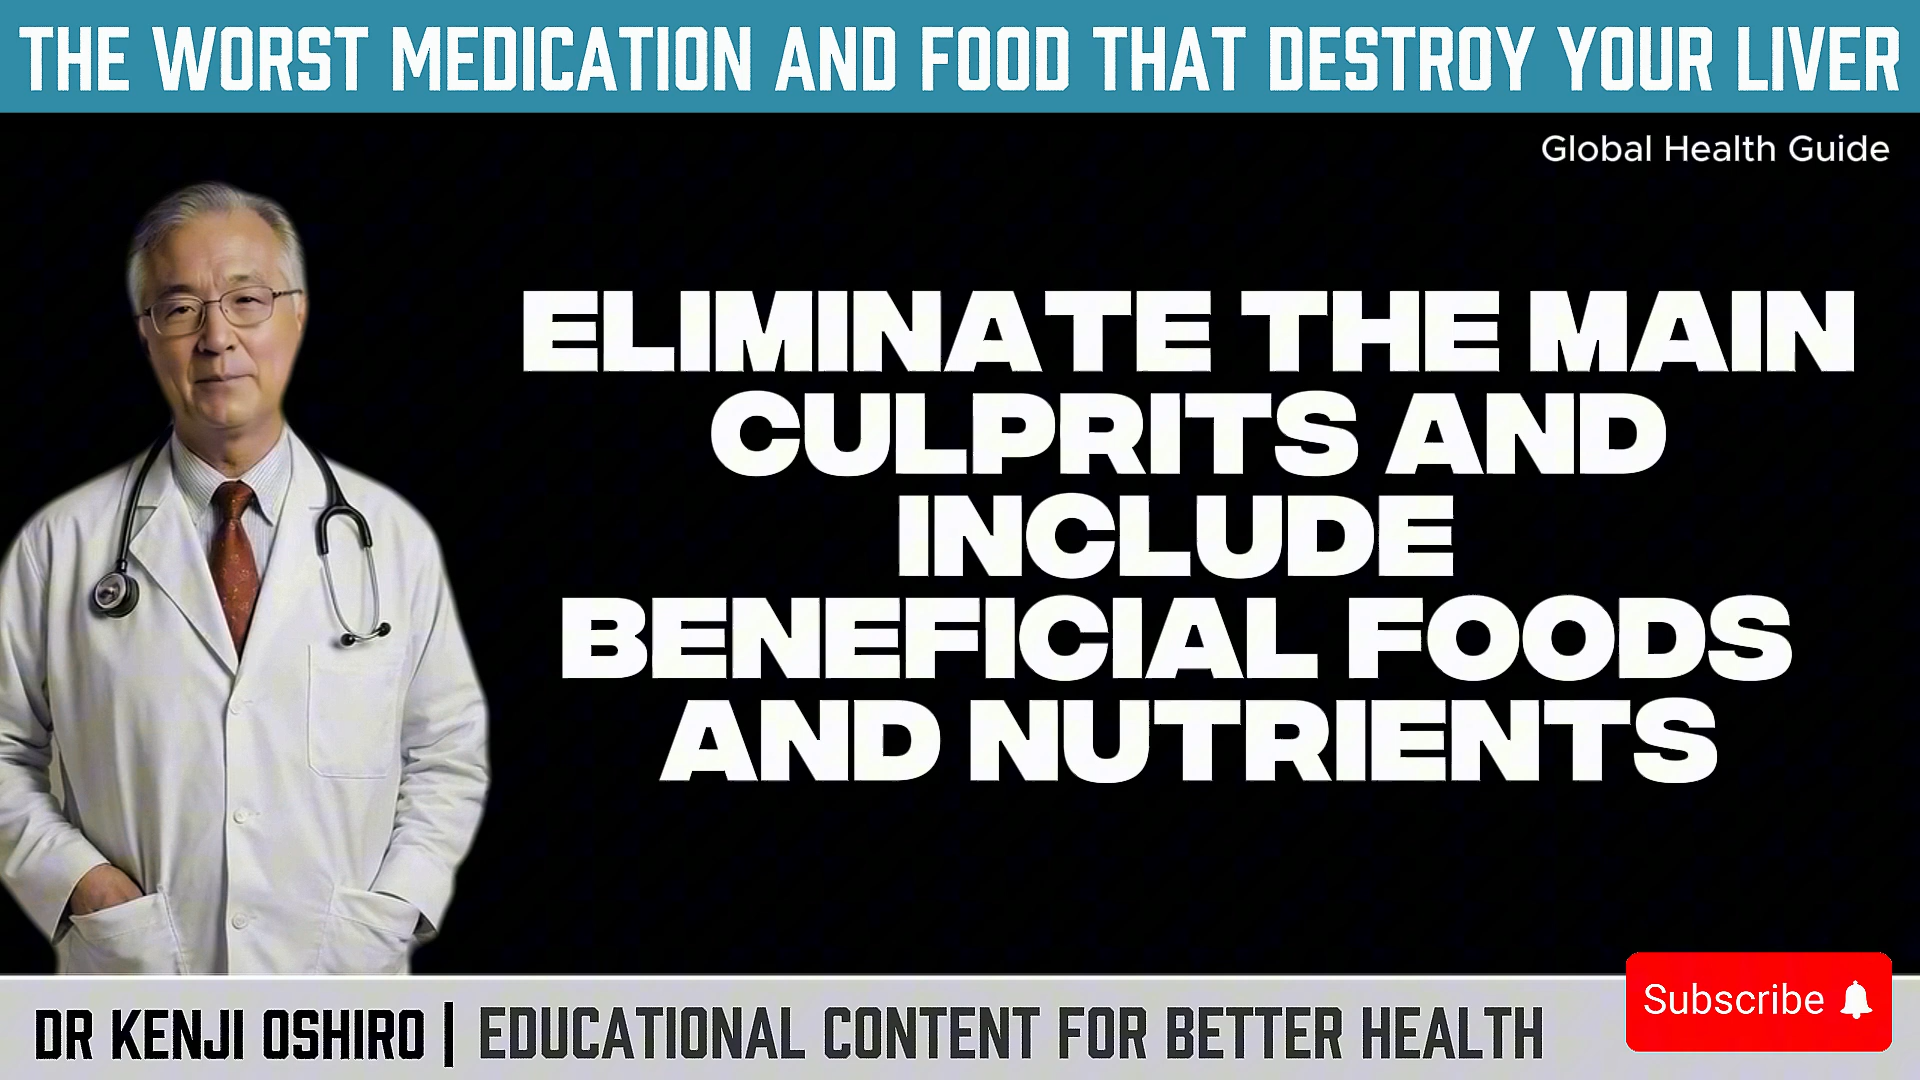 THE WORST MEDICATION AND FOOD THAT DESTROY YOUR LIVER
Global Health Guide
ELIMINATE THE MAIN
CULPRITS AND
INCLUDE
BENEFICIAL FOODS
AND NUTRIENTS
DR KENJI OSHIRO | EDUCATIONAL CONTENT FOR BETTER HEALTH
Subscribe